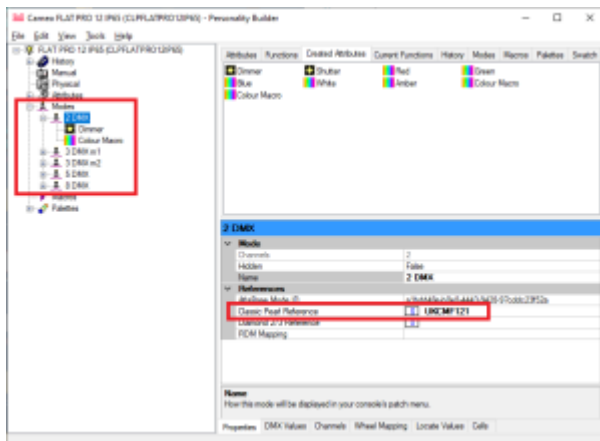 Cameo FLAT PRO 12 IP65 (CLPFLATPRO12IP65) - Personality Builder
File Edit View Tools Help
FLAT PRO 12 IP65 (CLPFLATPRO12IP65)
History
Manual
Physical
Attributes
Modes
2 DMX
Dimmer
Colour Macro
3 DMX m1
3 DMX m2
5 DMX
8 DMX
Macros
Palettes
Attributes Functions Created Attributes Current Functions History Modes Macros Palettes Swatch
Dimmer Shutter Red Green
Blue White Amber Colour Macro
Colour Macro
2 DMX
Mode
Channels 2
Hidden False
Name 2 DMX
References
Classic Pearl Reference UKCMF121
Diamond 2/3 Reference
RDM Mapping
Name
How this mode will be displayed in your console's patch menu.
Properties DMX Values Channels Wheel Mapping Locate Values Cells